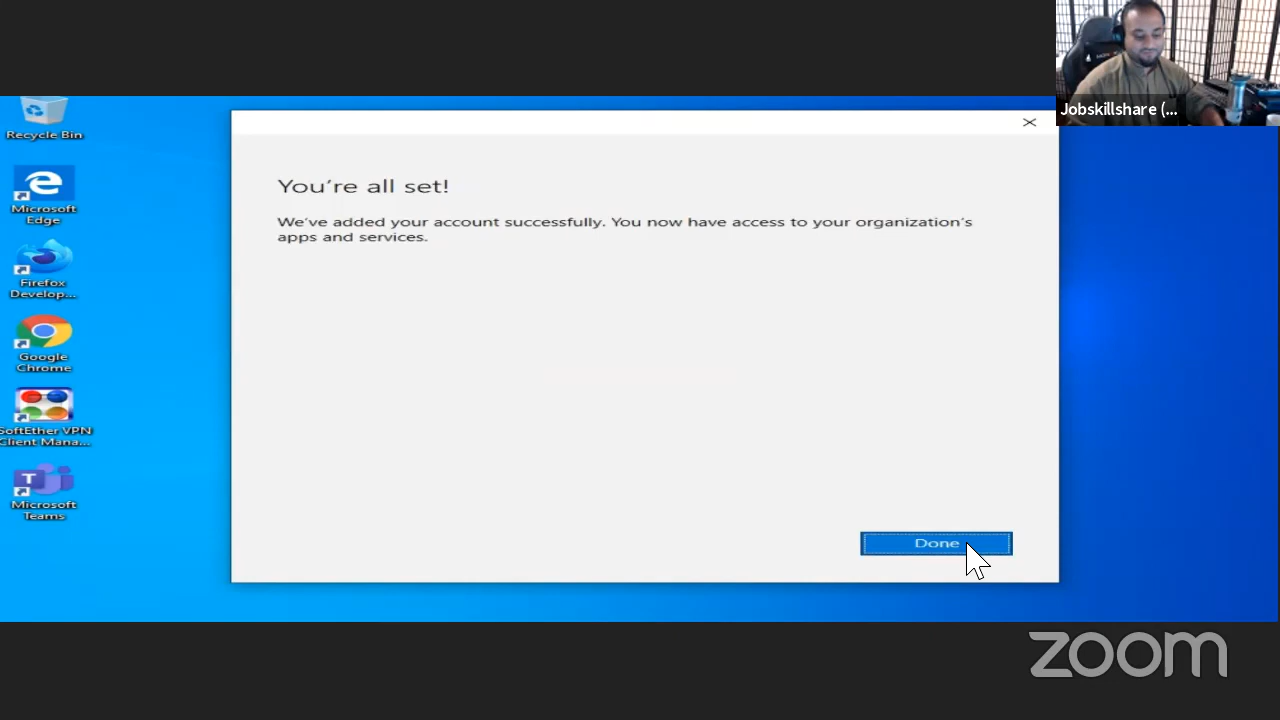 Jobskillshare (...
Recycle Bin
Microsoft
Edge
Firefox
Develop...
Google
Chrome
SoftEther VPN
Client Mana...
Microsoft
Teams
You're all set!
We've added your account successfully. You now have access to your organization's
apps and services.
Done
zoom